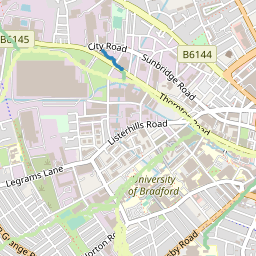 B6145
City Road
B6144
Sunbridge Road
Thornton Road
Listerhills Road
Legrams Lane
University
of Bradford